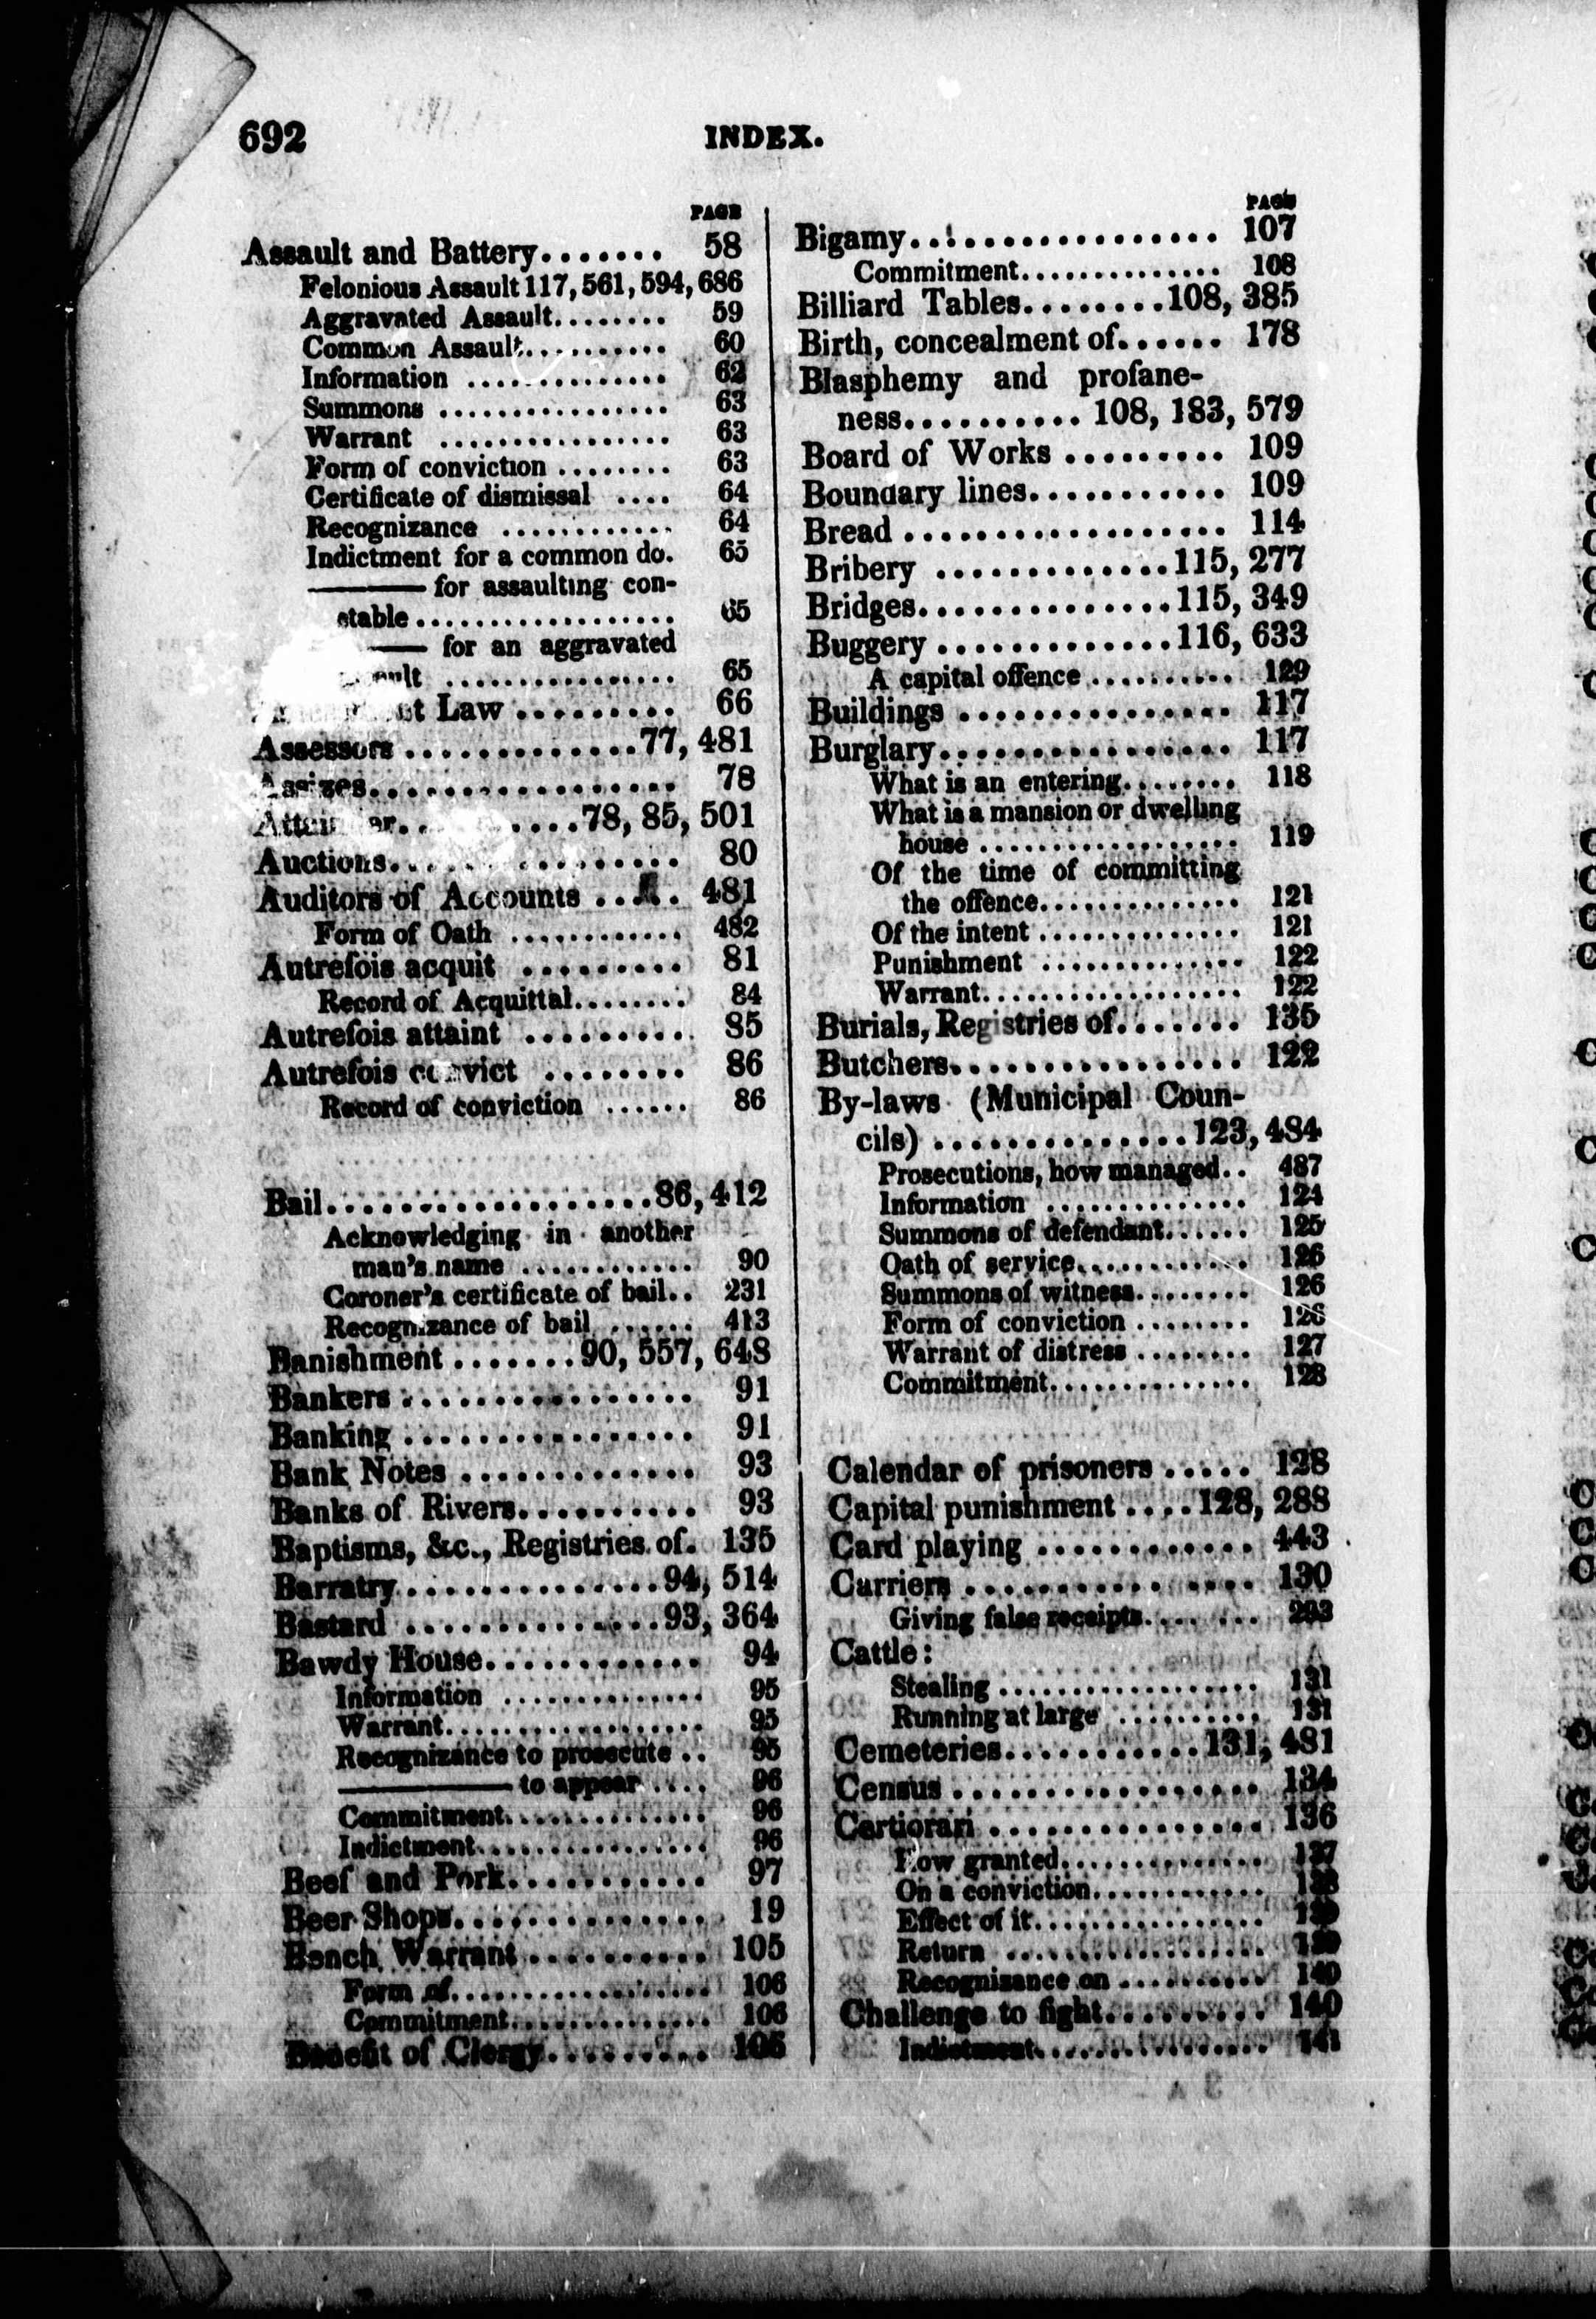 692
INDEX.
PAGE
Assault and Battery....... 58
Felonious Assault 117, 561, 594, 686
Aggravated Assault........ 59
Common Assault.......... 60
Information .............. 62
Summons ................ 63
Warrant ................ 63
Form of conviction ........ 63
Certificate of dismissal .... 64
Recognizance ............ 64
Indictment for a common do. 65
——— for assaulting con-
stable .................. 65
——— for an aggravated
................ 65
Law ......... 66
Assessors .............77, 481
Assizes................. 78
..........78, 85, 501
Auctions................ 80
Auditors of Accounts ..... 481
Form of Oath ............ 482
Autrefois acquit ......... 81
Record of Acquittal........ 84
Autrefois attaint .......... 85
Autrefois convict ........ 86
Record of conviction ...... 86
Bail..................86, 412
Acknowledging in another
man's name ............ 90
Coroner's certificate of bail.. 231
Recognizance of bail ...... 413
Banishment .......90, 557, 648
Bankers ................ 91
Banking ................ 91
Bank Notes ............. 93
Banks of Rivers.......... 93
Baptisms, &c., Registries of. 135
Barratry..............94, 514
Bastard ..............93, 364
Bawdy House............ 94
Information .............. 95
Warrant.................. 95
Recognizance to prosecute .. 95
——— to appear .... 96
Commitment.............. 96
Indictment................ 96
Beef and Pork........... 97
Beer Shops.............. 19
Bench Warrant .......... 105
Form of.................. 106
Commitment.............. 106
Benefit of Clergy......... 106
PAGE
Bigamy................. 107
Commitment.............. 108
Billiard Tables........108, 385
Birth, concealment of...... 178
Blasphemy and profane-
ness.......... 108, 183, 579
Board of Works ......... 109
Boundary lines........... 109
Bread .................. 114
Bribery .............115, 277
Bridges..............115, 349
Buggery .............116, 633
A capital offence .......... 129
Buildings ............... 117
Burglary................ 117
What is an entering........ 118
What is a mansion or dwelling
house .................. 119
Of the time of committing
the offence.............. 121
Of the intent .............. 121
Punishment .............. 122
Warrant.................. 122
Burials, Registries of....... 135
Butchers................ 122
By-laws (Municipal Coun-
cils) ..............123, 484
Prosecutions, how managed.. 487
Information .............. 124
Summons of defendant...... 125
Oath of service............ 126
Summons of witness........ 126
Form of conviction ........ 126
Warrant of distress ........ 127
Commitment.............. 128
Calendar of prisoners ..... 128
Capital punishment ....128, 288
Card playing ............ 443
Carriers ................ 130
Giving false receipts........ 293
Cattle:
Stealing .................. 131
Running at large .......... 131
Cemeteries...........131, 481
Census ................. 134
Certiorari ............... 136
How granted.............. 137
On a conviction............ 138
Effect of it................
Return ..................
Recognizance on .......... 140
Challenge to fight......... 140
Indictment................ 141